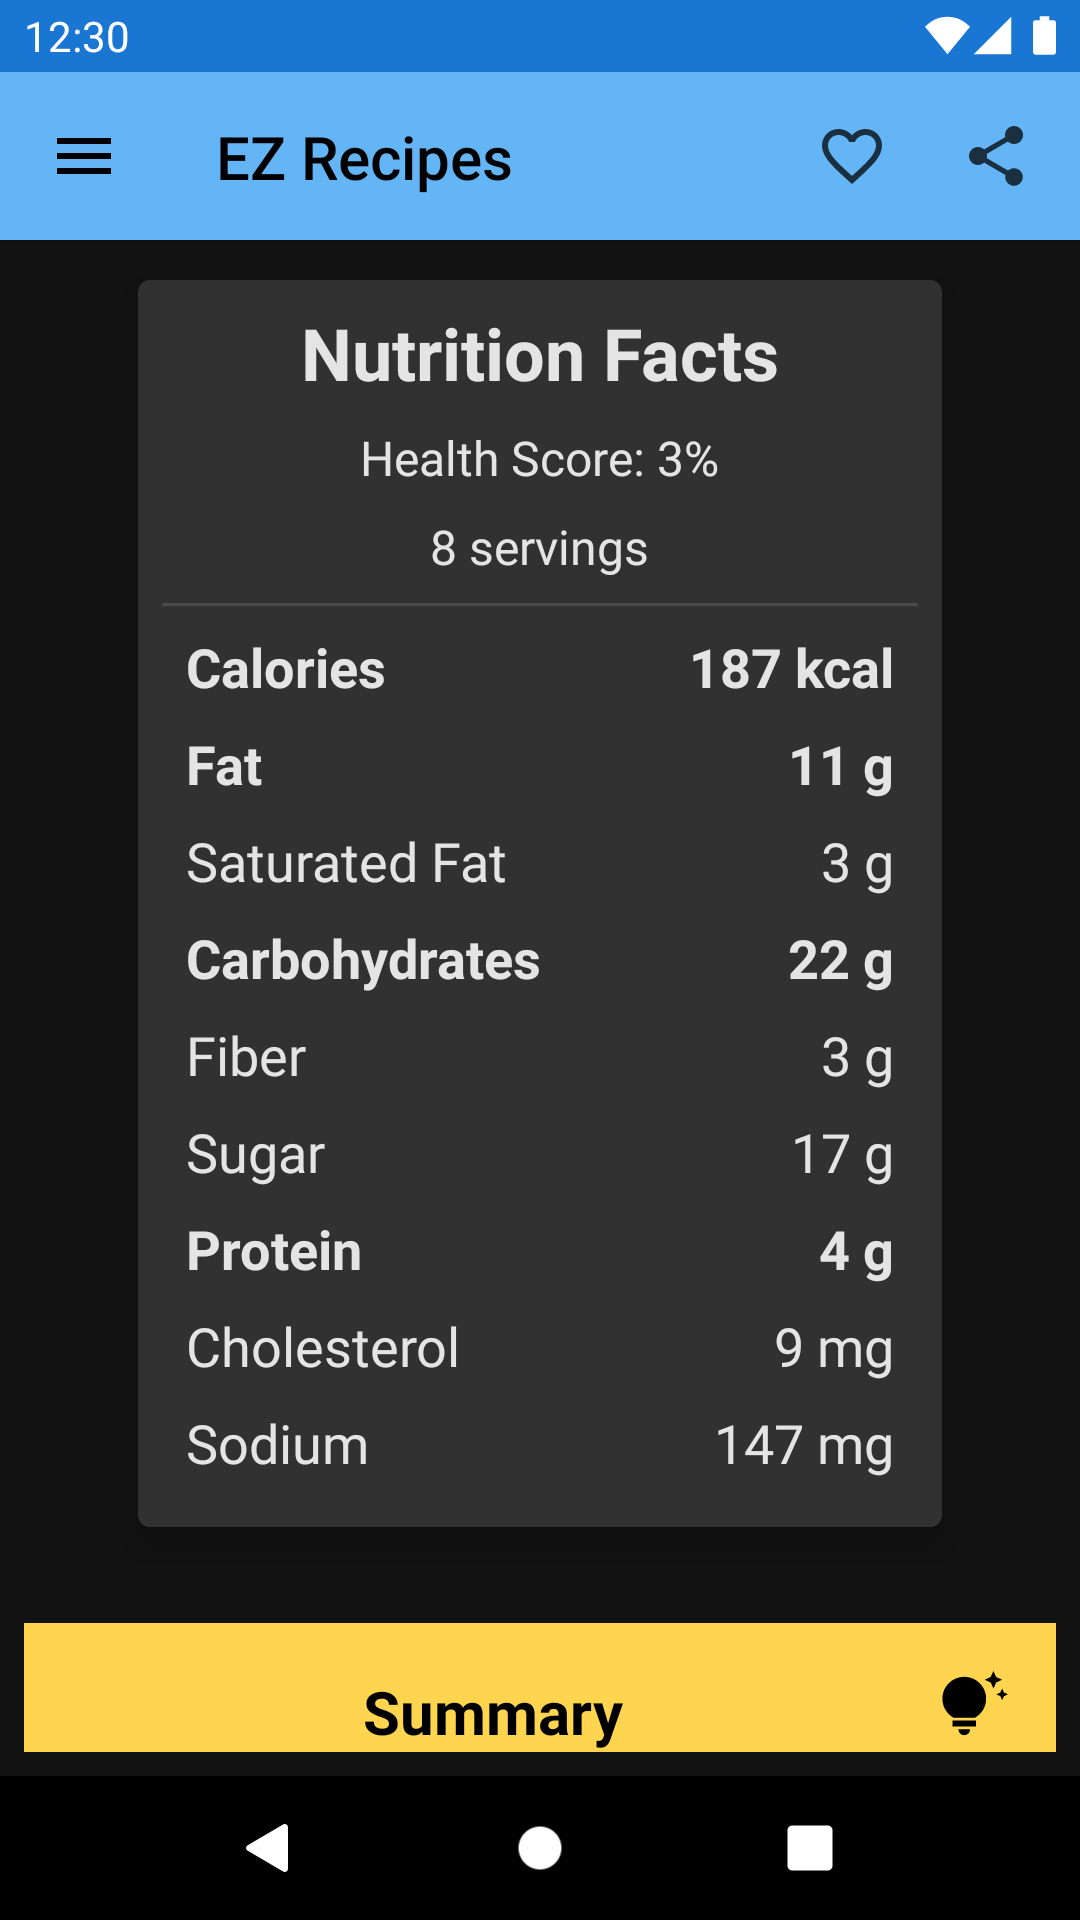 12:30
EZ Recipes
Nutrition Facts
Health Score: 3%
8 servings
Calories 187 kcal
Fat 11 g
Saturated Fat 3 g
Carbohydrates 22 g
Fiber 3 g
Sugar 17 g
Protein 4 g
Cholesterol 9 mg
Sodium 147 mg
Summary